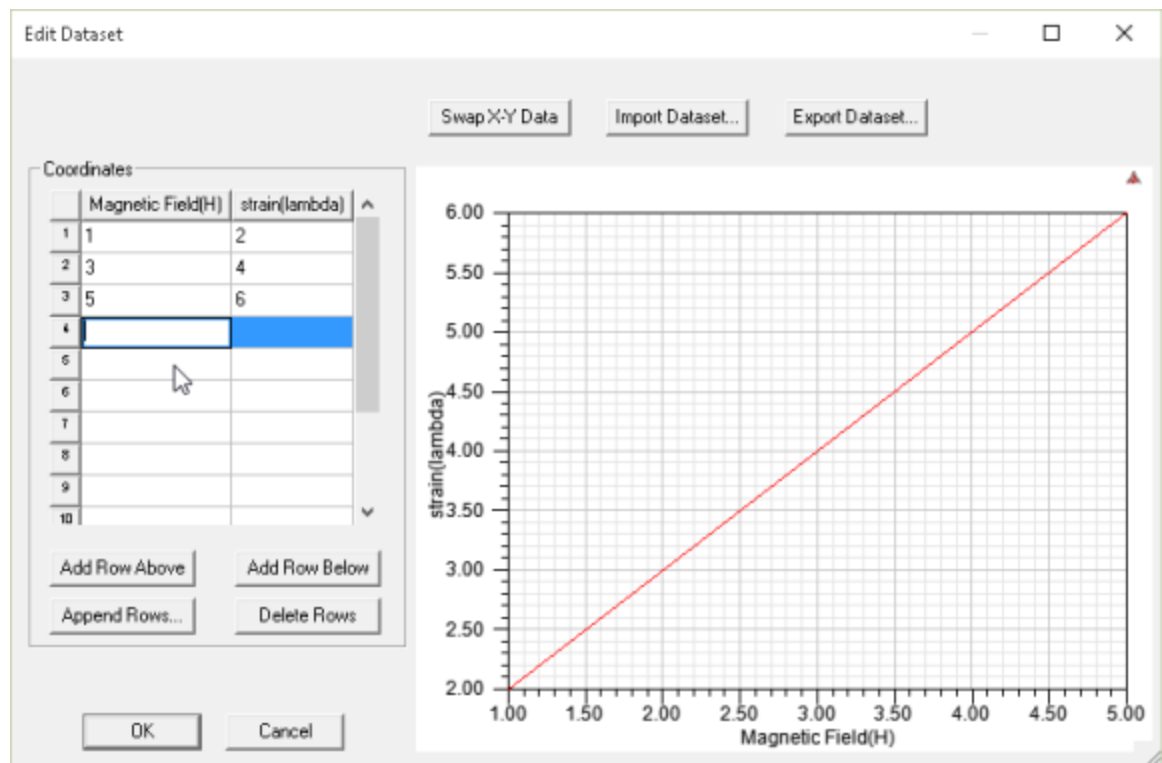 Edit Dataset
Swap X-Y Data
Import Dataset...
Export Dataset...
Coordinates
Magnetic Field(H) strain(lambda)
1 1 2
2 3 4
3 5 6
4
5
6
7
8
9
10
Add Row Above
Add Row Below
Append Rows...
Delete Rows
OK
Cancel
6.00
5.50
5.00
4.50
4.00
3.50
3.00
2.50
2.00
strain(lambda)
1.00 1.50 2.00 2.50 3.00 3.50 4.00 4.50 5.00
Magnetic Field(H)